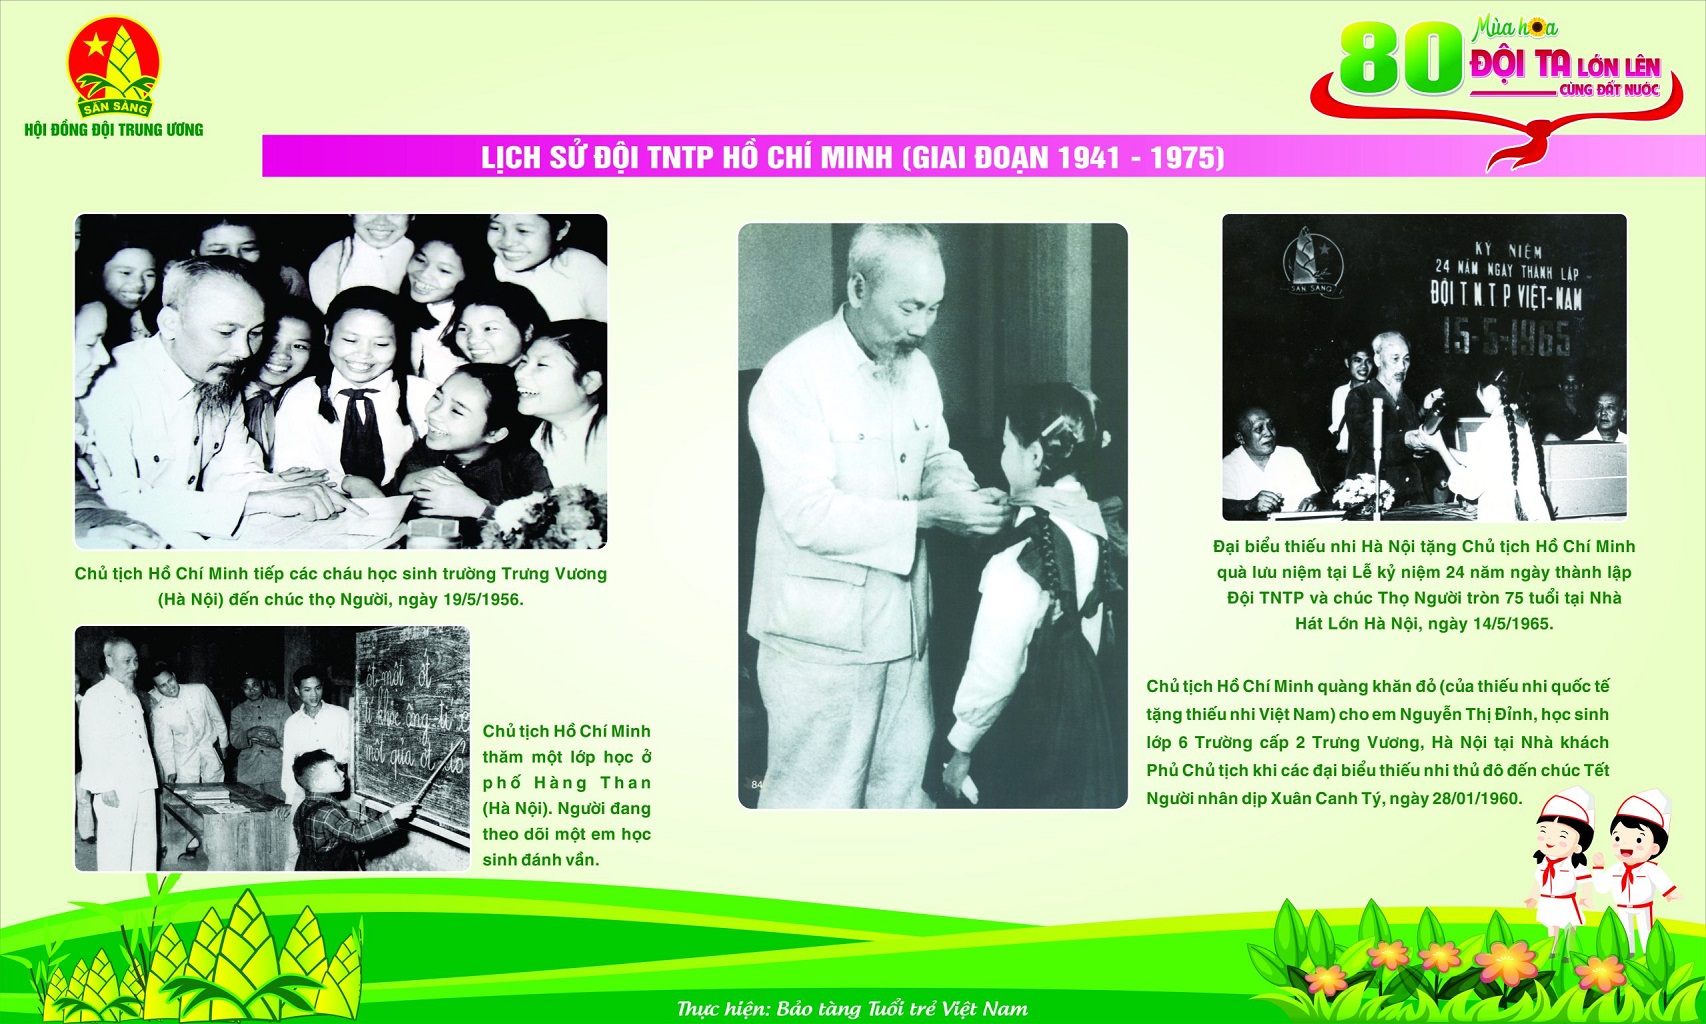 SẴN SÀNG
HỘI ĐỒNG ĐỘI TRUNG ƯƠNG
80 Mùa hoa
ĐỘI TA LỚN LÊN
CÙNG ĐẤT NƯỚC
LỊCH SỬ ĐỘI TNTP HỒ CHÍ MINH (GIAI ĐOẠN 1941 - 1975)
Chủ tịch Hồ Chí Minh tiếp các cháu học sinh trường Trưng Vương
(Hà Nội) đến chúc thọ Người, ngày 19/5/1956.
ớt một ớt
một quả ớt
Chủ tịch Hồ Chí Minh
thăm một lớp học ở
phố Hàng Than
(Hà Nội). Người đang
theo dõi một em học
sinh đánh vần.
84
SẴN SÀNG
KỶ NIỆM
24 NĂM NGÀY THÀNH LẬP
ĐỘI T N T P VIỆT-NAM
15-5-1965
Đại biểu thiếu nhi Hà Nội tặng Chủ tịch Hồ Chí Minh
quà lưu niệm tại Lễ kỷ niệm 24 năm ngày thành lập
Đội TNTP và chúc Thọ Người tròn 75 tuổi tại Nhà
Hát Lớn Hà Nội, ngày 14/5/1965.
Chủ tịch Hồ Chí Minh quàng khăn đỏ (của thiếu nhi quốc tế
tặng thiếu nhi Việt Nam) cho em Nguyễn Thị Đỉnh, học sinh
lớp 6 Trường cấp 2 Trưng Vương, Hà Nội tại Nhà khách
Phủ Chủ tịch khi các đại biểu thiếu nhi thủ đô đến chúc Tết
Người nhân dịp Xuân Canh Tý, ngày 28/01/1960.
Thực hiện: Bảo tàng Tuổi trẻ Việt Nam